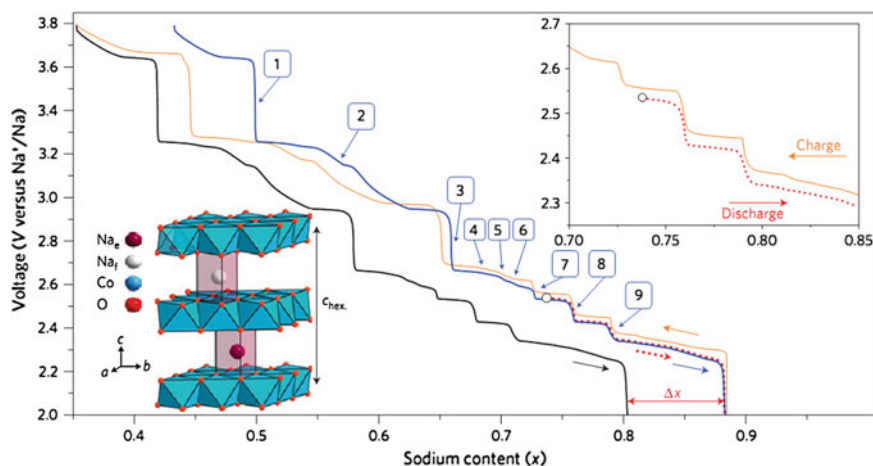 3.8
3.6
3.4
3.2
3.0
2.8
2.6
2.4
2.2
2.0
Voltage (V versus Na⁺/Na)
0.4
0.5
0.6
0.7
0.8
0.9
Sodium content (x)
1
2
3
4
5
6
7
8
9
Δx
Naₑ
Na_f
Co
O
c
a
b
c_hex.
2.7
2.6
2.5
2.4
2.3
0.70
0.75
0.80
0.85
Charge
Discharge